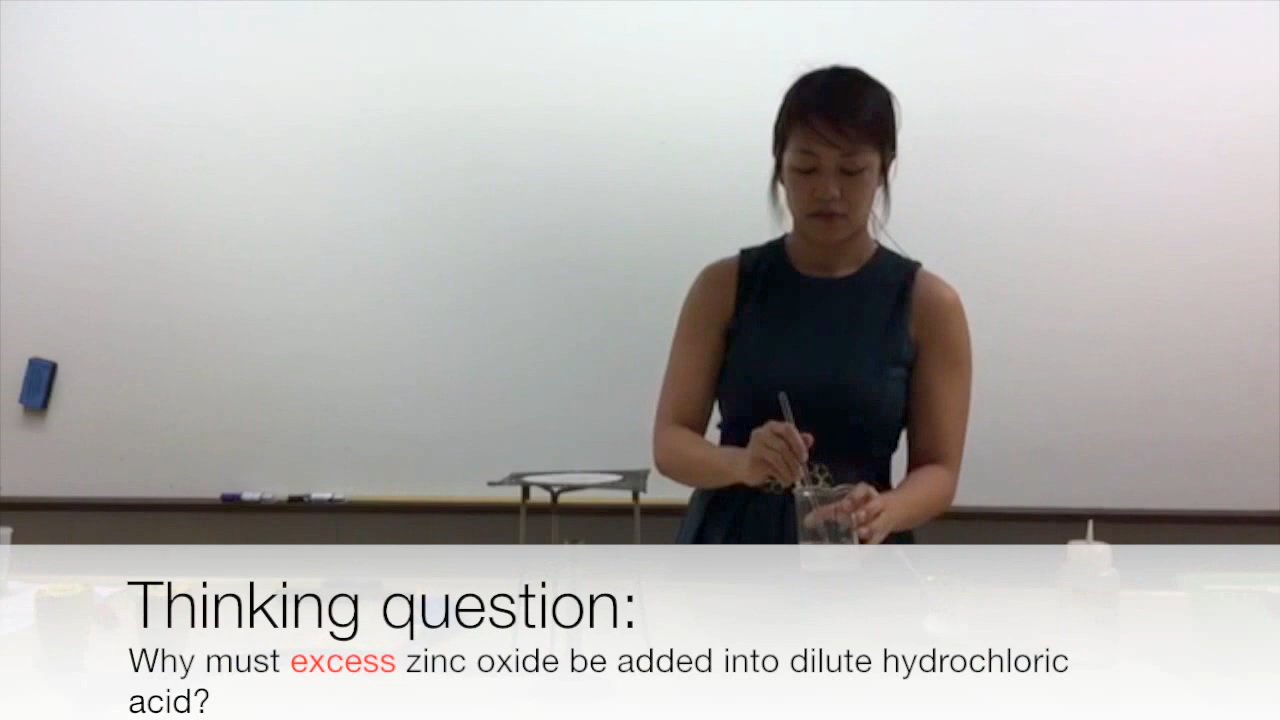 Thinking question:
Why must excess zinc oxide be added into dilute hydrochloric
acid?